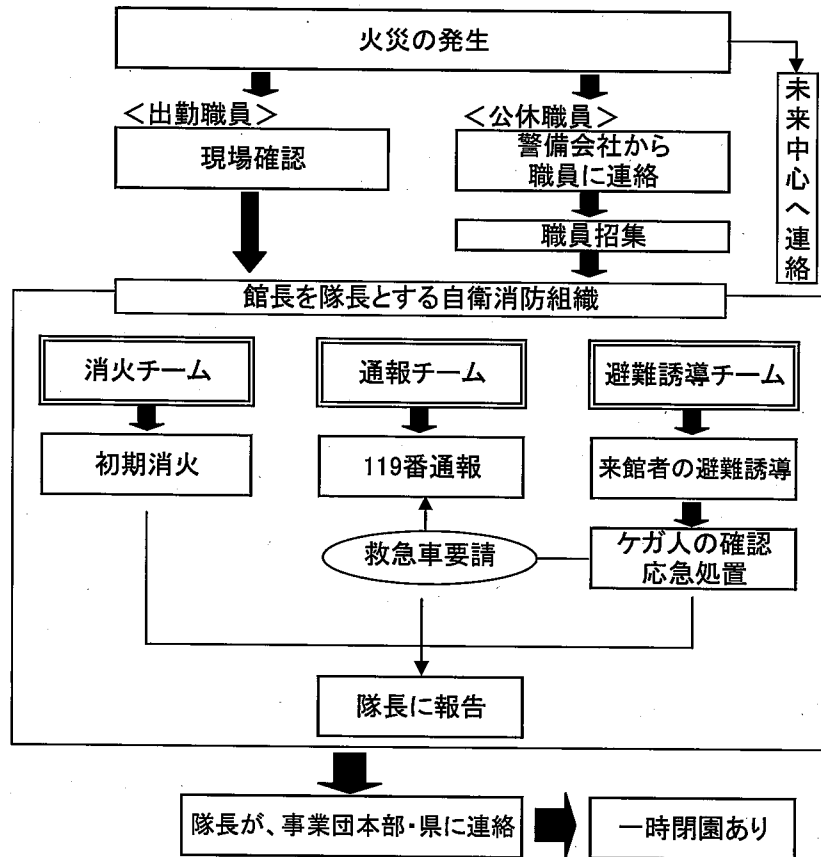 火災の発生
未来中心へ連絡
＜出勤職員＞
現場確認
＜公休職員＞
警備会社から
職員に連絡
職員招集
館長を隊長とする自衛消防組織
消火チーム
通報チーム
避難誘導チーム
初期消火
119番通報
来館者の避難誘導
救急車要請
ケガ人の確認
応急処置
隊長に報告
隊長が、事業団本部・県に連絡
一時閉園あり